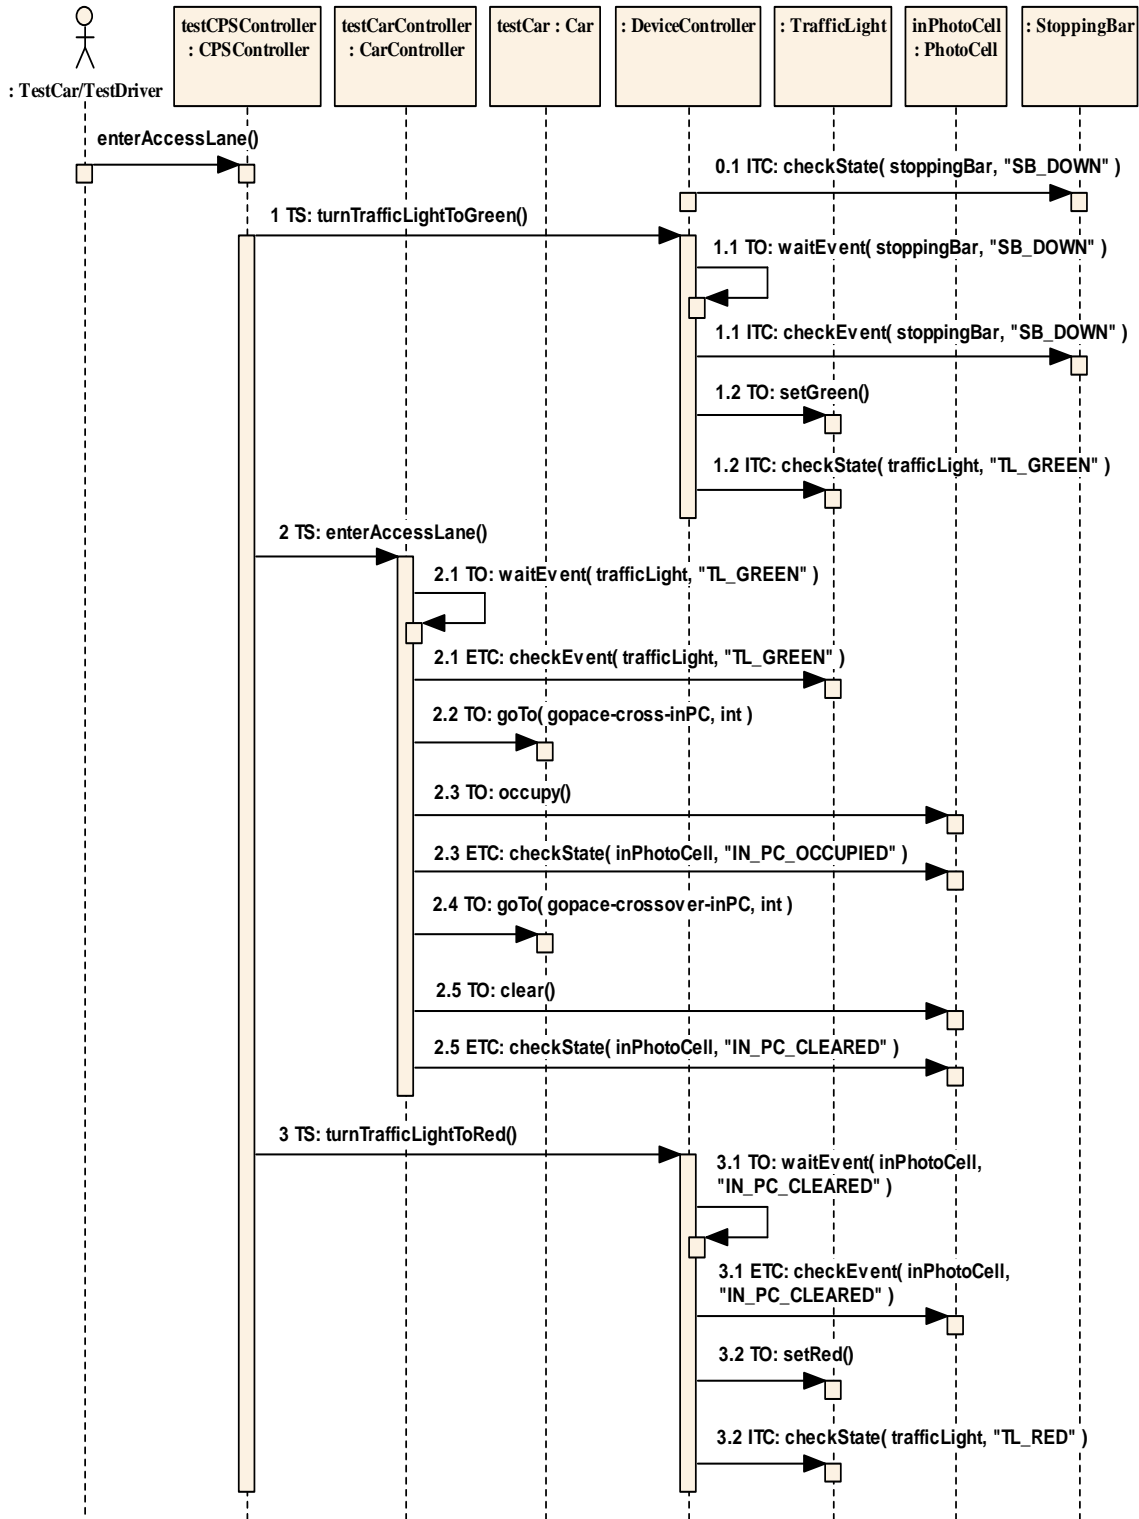 testCPSController
: CPSController
testCarController
: CarController
testCar : Car
: DeviceController
: TrafficLight
inPhotoCell
: PhotoCell
: StoppingBar
: TestCar/TestDriver
enterAccessLane()
0.1 ITC: checkState( stoppingBar, "SB_DOWN" )
1 TS: turnTrafficLightToGreen()
1.1 TO: waitEvent( stoppingBar, "SB_DOWN" )
1.1 ITC: checkEvent( stoppingBar, "SB_DOWN" )
1.2 TO: setGreen()
1.2 ITC: checkState( trafficLight, "TL_GREEN" )
2 TS: enterAccessLane()
2.1 TO: waitEvent( trafficLight, "TL_GREEN" )
2.1 ETC: checkEvent( trafficLight, "TL_GREEN" )
2.2 TO: goTo( gopace-cross-inPC, int )
2.3 TO: occupy()
2.3 ETC: checkState( inPhotoCell, "IN_PC_OCCUPIED" )
2.4 TO: goTo( gopace-crossover-inPC, int )
2.5 TO: clear()
2.5 ETC: checkState( inPhotoCell, "IN_PC_CLEARED" )
3 TS: turnTrafficLightToRed()
3.1 TO: waitEvent( inPhotoCell,
"IN_PC_CLEARED" )
3.1 ETC: checkEvent( inPhotoCell,
"IN_PC_CLEARED" )
3.2 TO: setRed()
3.2 ITC: checkState( trafficLight, "TL_RED" )